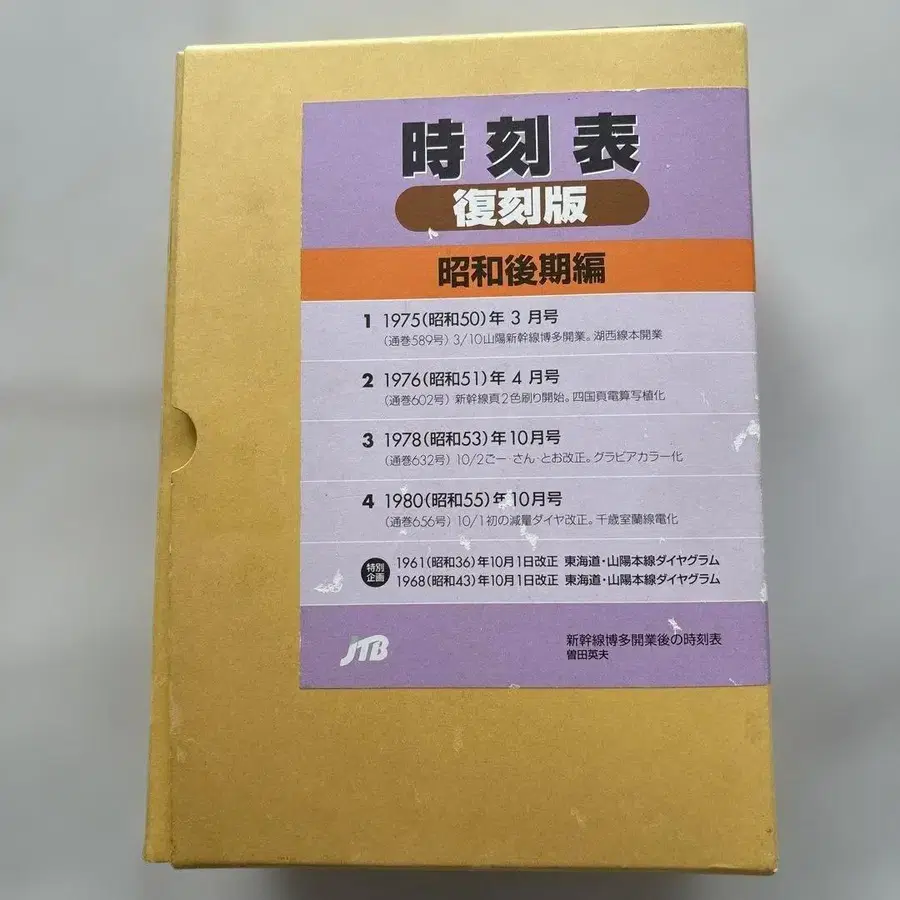 時刻表
復刻版
昭和後期編
1 1975(昭和50)年 3 月号
(通巻589号) 3/10山陽新幹線博多開業。湖西線本開業
2 1976(昭和51)年 4 月号
(通巻602号) 新幹線頁2色刷り開始。四国頁電算写植化
3 1978(昭和53)年10月号
(通巻632号) 10/2ごー・さん・とお改正。グラビアカラー化
4 1980(昭和55)年10月号
(通巻656号) 10/1初の減量ダイヤ改正。千歳室蘭線電化
特別企画
1961(昭和36)年10月1日改正 東海道・山陽本線ダイヤグラム
1968(昭和43)年10月1日改正 東海道・山陽本線ダイヤグラム
JTB
新幹線博多開業後の時刻表
曽田英夫